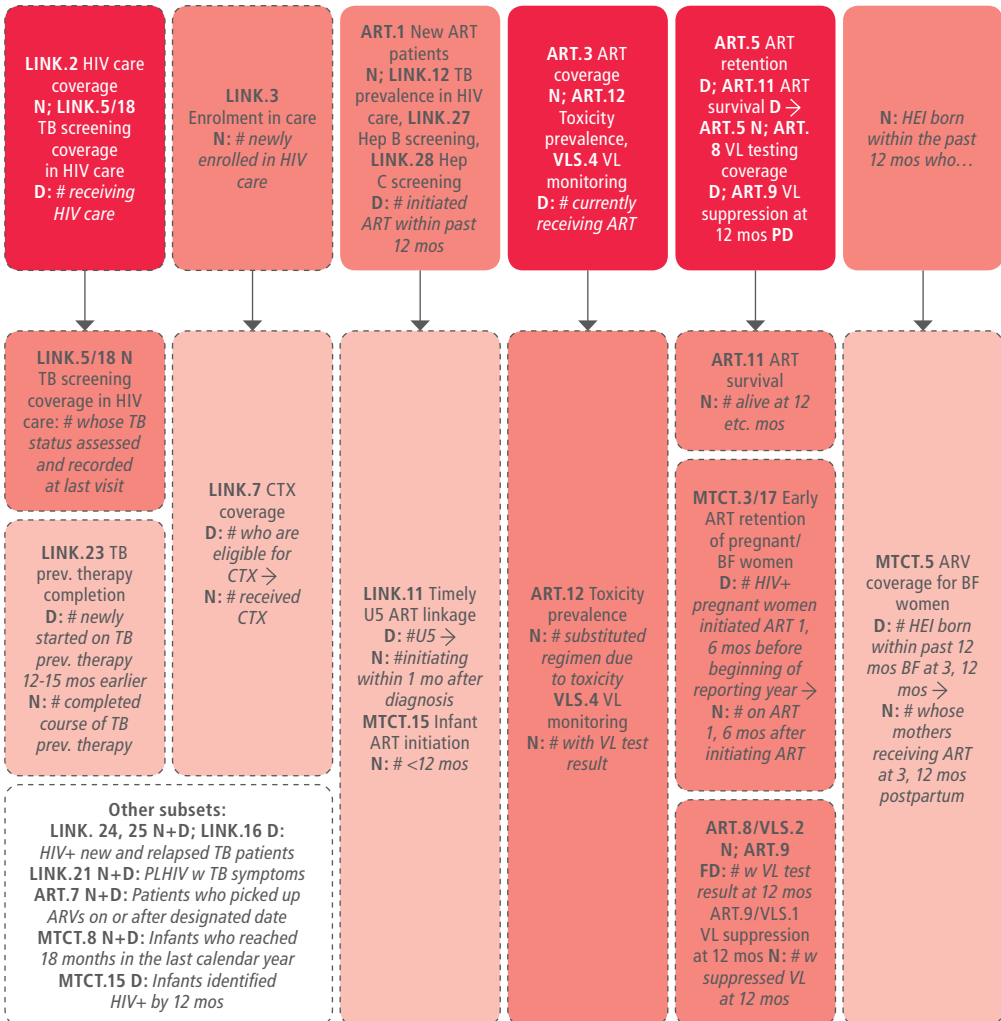 LINK.2 HIV care
coverage
N; LINK.5/18
TB screening
coverage
in HIV care
D: # receiving
HIV care
LINK.3
Enrolment in care
N: # newly
enrolled in HIV
care
ART.1 New ART
patients
N; LINK.12 TB
prevalence in HIV
care, LINK.27
Hep B screening,
LINK.28 Hep
C screening
D: # initiated
ART within past
12 mos
ART.3 ART
coverage
N; ART.12
Toxicity
prevalence,
VLS.4 VL
monitoring
D: # currently
receiving ART
ART.5 ART
retention
D; ART.11 ART
survival D →
ART.5 N; ART.
8 VL testing
coverage
D; ART.9 VL
suppression at
12 mos PD
N: HEI born
within the past
12 mos who…
LINK.5/18 N
TB screening
coverage in HIV
care: # whose TB
status assessed
and recorded
at last visit
LINK.23 TB
prev. therapy
completion
D: # newly
started on TB
prev. therapy
12-15 mos earlier
N: # completed
course of TB
prev. therapy
LINK.7 CTX
coverage
D: # who are
eligible for
CTX →
N: # received
CTX
LINK.11 Timely
U5 ART linkage
D: #U5 →
N: #initiating
within 1 mo after
diagnosis
MTCT.15 Infant
ART initiation
N: # <12 mos
ART.12 Toxicity
prevalence
N: # substituted
regimen due
to toxicity
VLS.4 VL
monitoring
N: # with VL test
result
ART.11 ART
survival
N: # alive at 12
etc. mos
MTCT.3/17 Early
ART retention
of pregnant/
BF women
D: # HIV+
pregnant women
initiated ART 1,
6 mos before
beginning of
reporting year →
N: # on ART
1, 6 mos after
initiating ART
ART.8/VLS.2
N; ART.9
FD: # w VL test
result at 12 mos
ART.9/VLS.1
VL suppression
at 12 mos N: # w
suppressed VL
at 12 mos
MTCT.5 ARV
coverage for BF
women
D: # HEI born
within past 12
mos BF at 3, 12
mos →
N: # whose
mothers
receiving ART
at 3, 12 mos
postpartum
Other subsets:
LINK. 24, 25 N+D; LINK.16 D:
HIV+ new and relapsed TB patients
LINK.21 N+D: PLHIV w TB symptoms
ART.7 N+D: Patients who picked up
ARVs on or after designated date
MTCT.8 N+D: Infants who reached
18 months in the last calendar year
MTCT.15 D: Infants identified
HIV+ by 12 mos